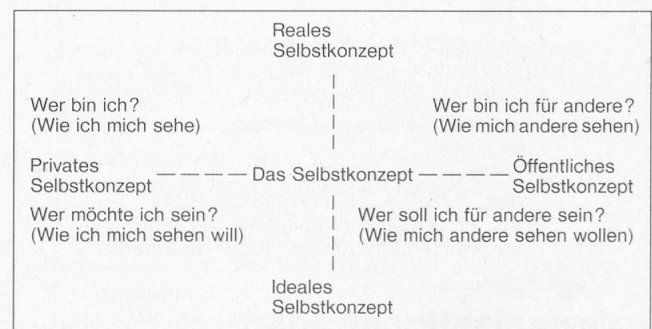 Reales
Selbstkonzept
Wer bin ich?
(Wie ich mich sehe)
Wer bin ich für andere?
(Wie mich andere sehen)
Privates
Selbstkonzept
Das Selbstkonzept
Öffentliches
Selbstkonzept
Wer möchte ich sein?
(Wie ich mich sehen will)
Wer soll ich für andere sein?
(Wie mich andere sehen wollen)
Ideales
Selbstkonzept